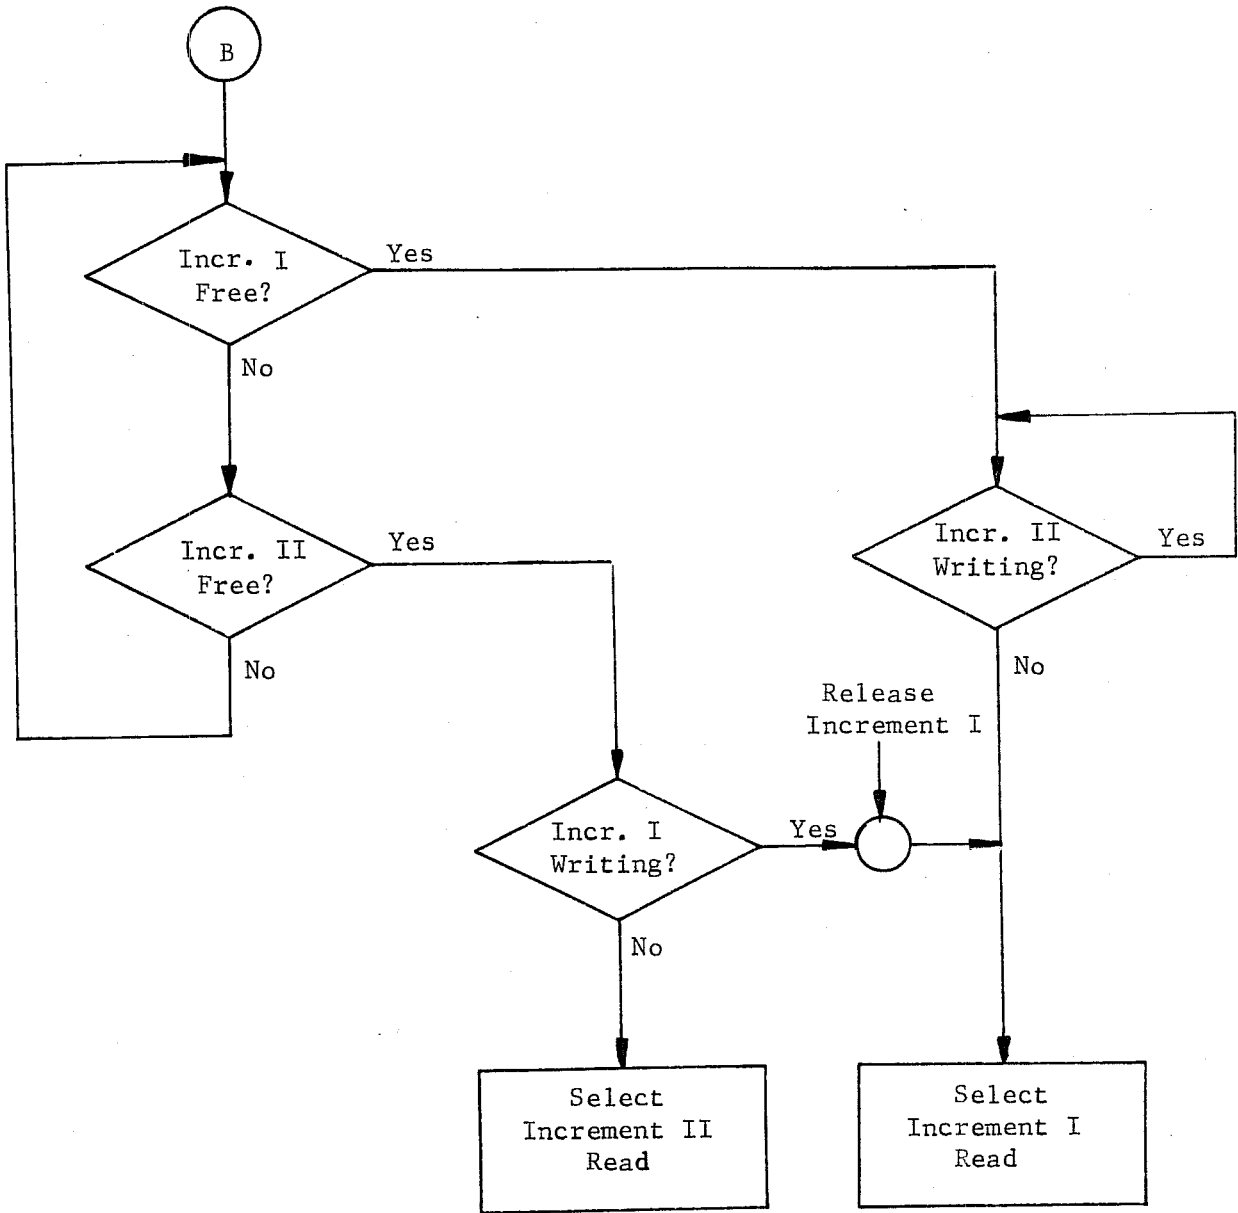 B
Incr. I
Free?
Yes
No
Incr. II
Free?
Yes
No
Incr. II
Writing?
Yes
No
Release
Increment I
Incr. I
Writing?
Yes
No
Select
Increment II
Read
Select
Increment I
Read